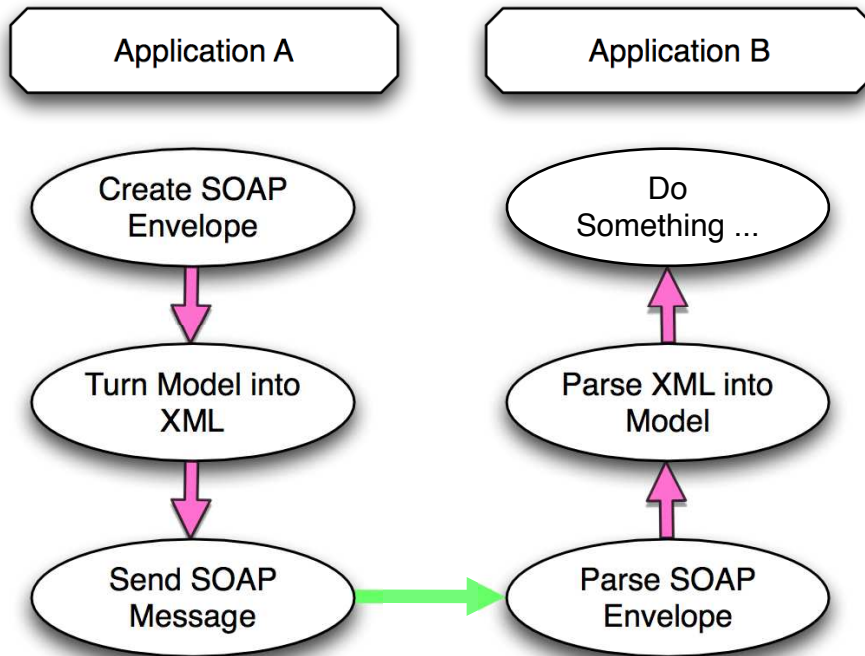 Application A
Application B
Create SOAP
Envelope
Do
Something ...
Turn Model into
XML
Parse XML into
Model
Send SOAP
Message
Parse SOAP
Envelope